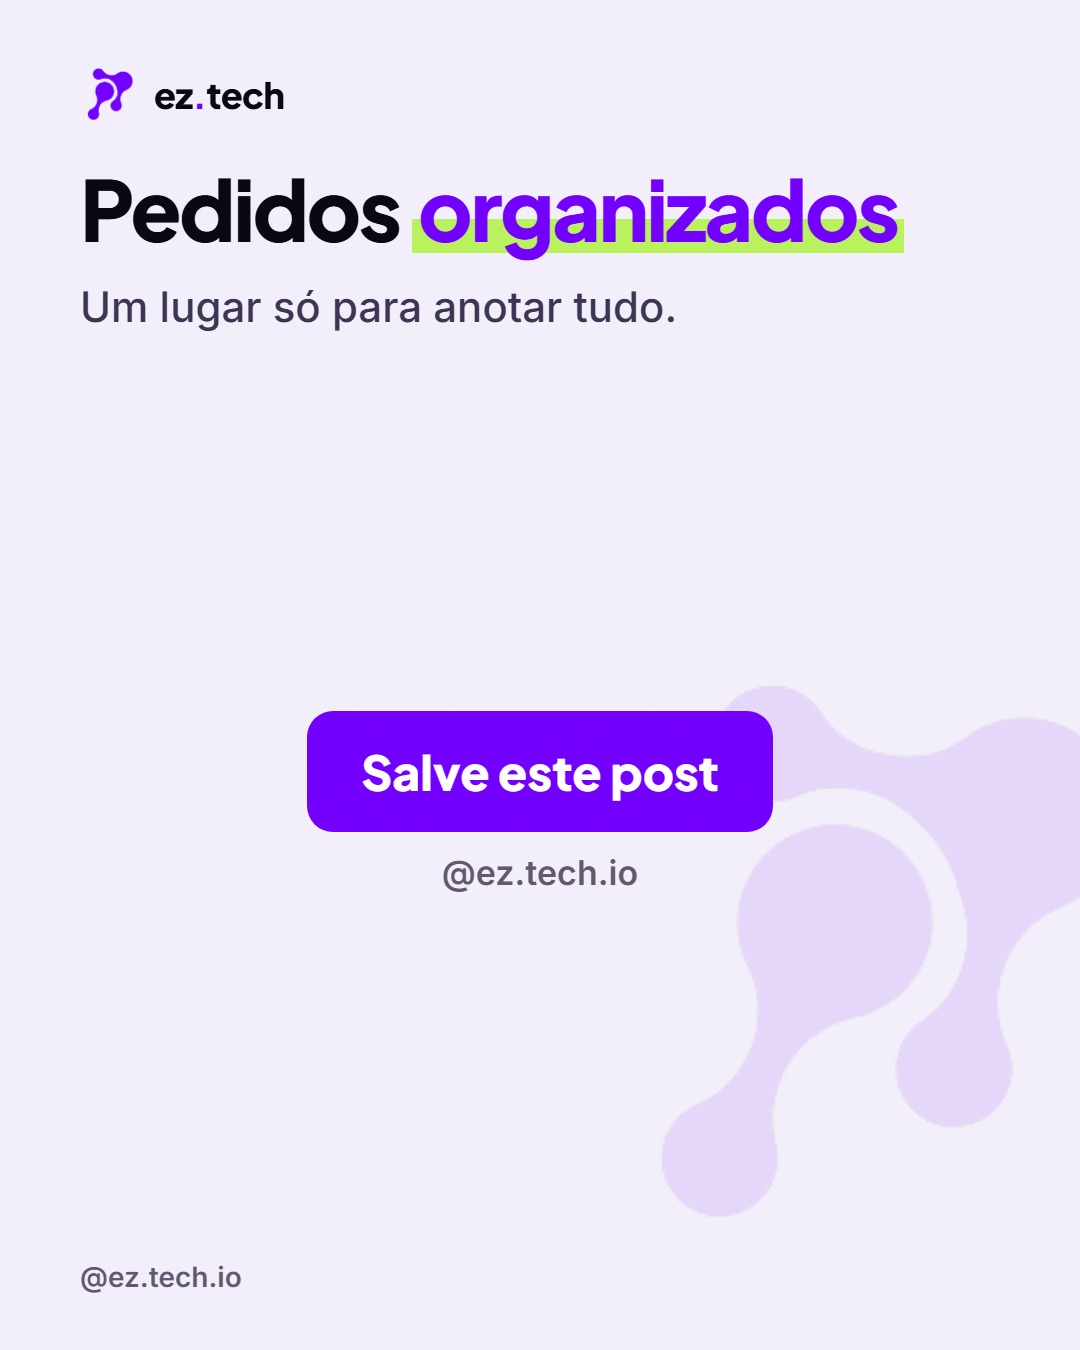 ez.tech
Pedidos organizados
Um lugar só para anotar tudo.
Salve este post
@ez.tech.io
@ez.tech.io